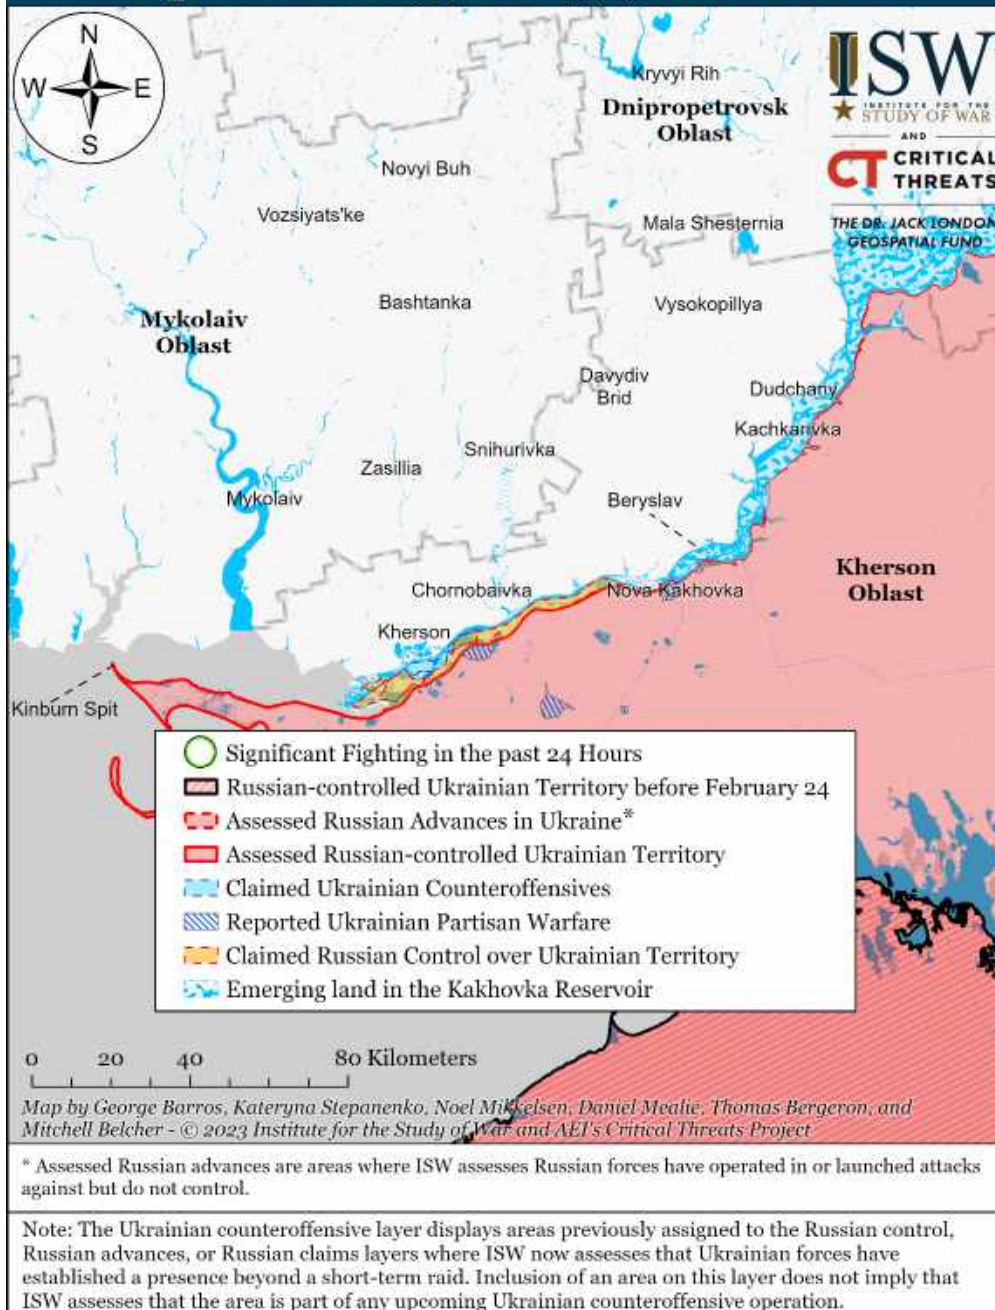 N
W
E
S
ISW
INSTITUTE FOR THE
STUDY OF WAR
AND
CT CRITICAL
THREATS
THE DR. JACK LONDON
GEOSPATIAL FUND
Kryvyi Rih
Dnipropetrovsk
Oblast
Novyi Buh
Vozsiyats'ke
Mala Shesternia
Bashtanka
Vysokopillya
Mykolaiv
Oblast
Davydiv
Brid
Dudchany
Kachkarivka
Snihurivka
Zasillia
Mykolaiv
Beryslav
Kherson
Oblast
Chornobaivka
Nova Kakhovka
Kherson
Kinburn Spit
Significant Fighting in the past 24 Hours
Russian-controlled Ukrainian Territory before February 24
Assessed Russian Advances in Ukraine*
Assessed Russian-controlled Ukrainian Territory
Claimed Ukrainian Counteroffensives
Reported Ukrainian Partisan Warfare
Claimed Russian Control over Ukrainian Territory
Emerging land in the Kakhovka Reservoir
0 20 40 80 Kilometers
Map by George Barros, Kateryna Stepanenko, Noel Mikkelsen, Daniel Mealie, Thomas Bergeron, and
Mitchell Belcher - © 2023 Institute for the Study of War and AEI's Critical Threats Project
* Assessed Russian advances are areas where ISW assesses Russian forces have operated in or launched attacks
against but do not control.
Note: The Ukrainian counteroffensive layer displays areas previously assigned to the Russian control,
Russian advances, or Russian claims layers where ISW now assesses that Ukrainian forces have
established a presence beyond a short-term raid. Inclusion of an area on this layer does not imply that
ISW assesses that the area is part of any upcoming Ukrainian counteroffensive operation.